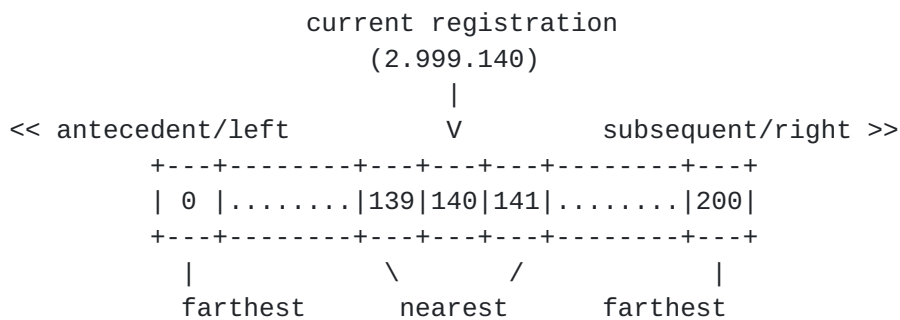 current registration
(2.999.140)
|
<< antecedent/left V subsequent/right >>
+---+--------+---+---+---+--------+---+
| 0 |........|139|140|141|........|200|
+---+--------+---+---+---+--------+---+
| \ / |
farthest nearest farthest